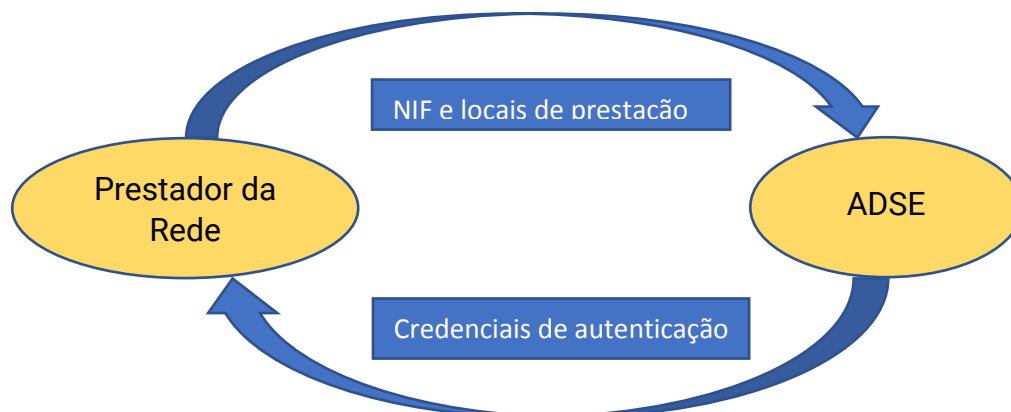 NIF e locais de prestação
Prestador da
Rede
ADSE
Credenciais de autenticação